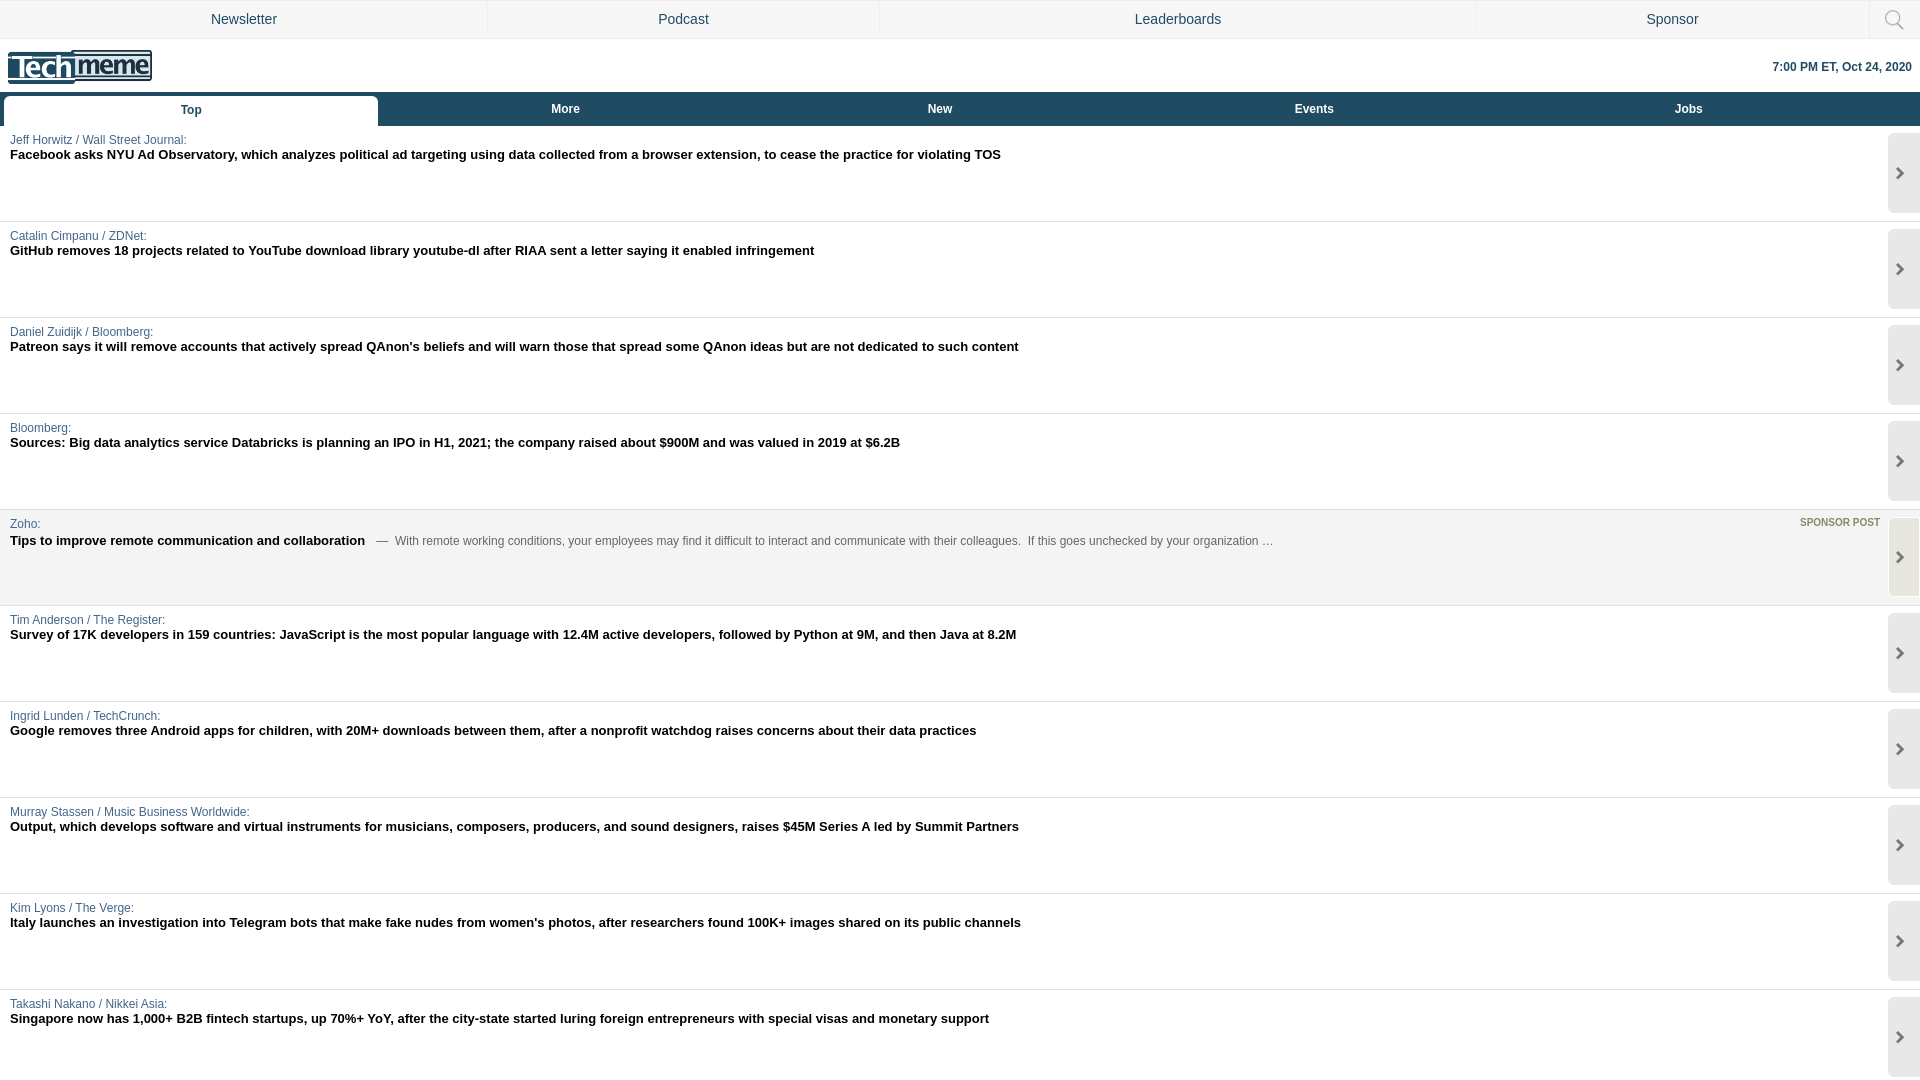 Newsletter
Podcast
Leaderboards
Sponsor
Techmeme
7:00 PM ET, Oct 24, 2020
Top
More
New
Events
Jobs
Jeff Horwitz / Wall Street Journal:
Facebook asks NYU Ad Observatory, which analyzes political ad targeting using data collected from a browser extension, to cease the practice for violating TOS
Catalin Cimpanu / ZDNet:
GitHub removes 18 projects related to YouTube download library youtube-dl after RIAA sent a letter saying it enabled infringement
Daniel Zuidijk / Bloomberg:
Patreon says it will remove accounts that actively spread QAnon's beliefs and will warn those that spread some QAnon ideas but are not dedicated to such content
Bloomberg:
Sources: Big data analytics service Databricks is planning an IPO in H1, 2021; the company raised about $900M and was valued in 2019 at $6.2B
Zoho:
SPONSOR POST
Tips to improve remote communication and collaboration — With remote working conditions, your employees may find it difficult to interact and communicate with their colleagues. If this goes unchecked by your organization …
Tim Anderson / The Register:
Survey of 17K developers in 159 countries: JavaScript is the most popular language with 12.4M active developers, followed by Python at 9M, and then Java at 8.2M
Ingrid Lunden / TechCrunch:
Google removes three Android apps for children, with 20M+ downloads between them, after a nonprofit watchdog raises concerns about their data practices
Murray Stassen / Music Business Worldwide:
Output, which develops software and virtual instruments for musicians, composers, producers, and sound designers, raises $45M Series A led by Summit Partners
Kim Lyons / The Verge:
Italy launches an investigation into Telegram bots that make fake nudes from women's photos, after researchers found 100K+ images shared on its public channels
Takashi Nakano / Nikkei Asia:
Singapore now has 1,000+ B2B fintech startups, up 70%+ YoY, after the city-state started luring foreign entrepreneurs with special visas and monetary support